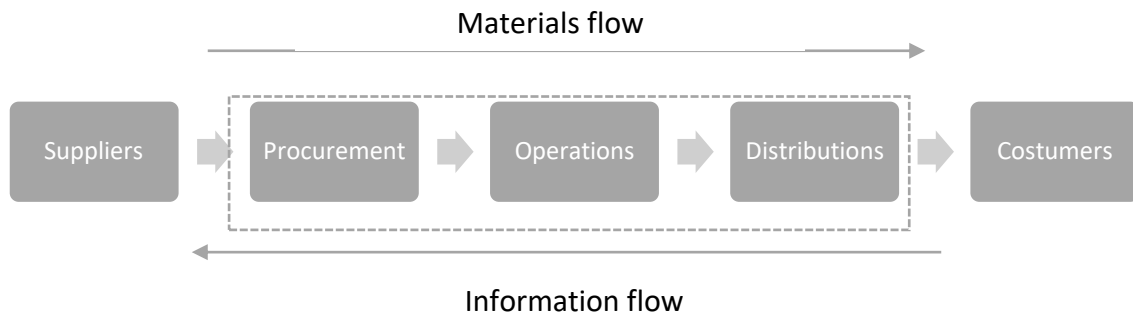 Materials flow
Suppliers
Procurement
Operations
Distributions
Costumers
Information flow